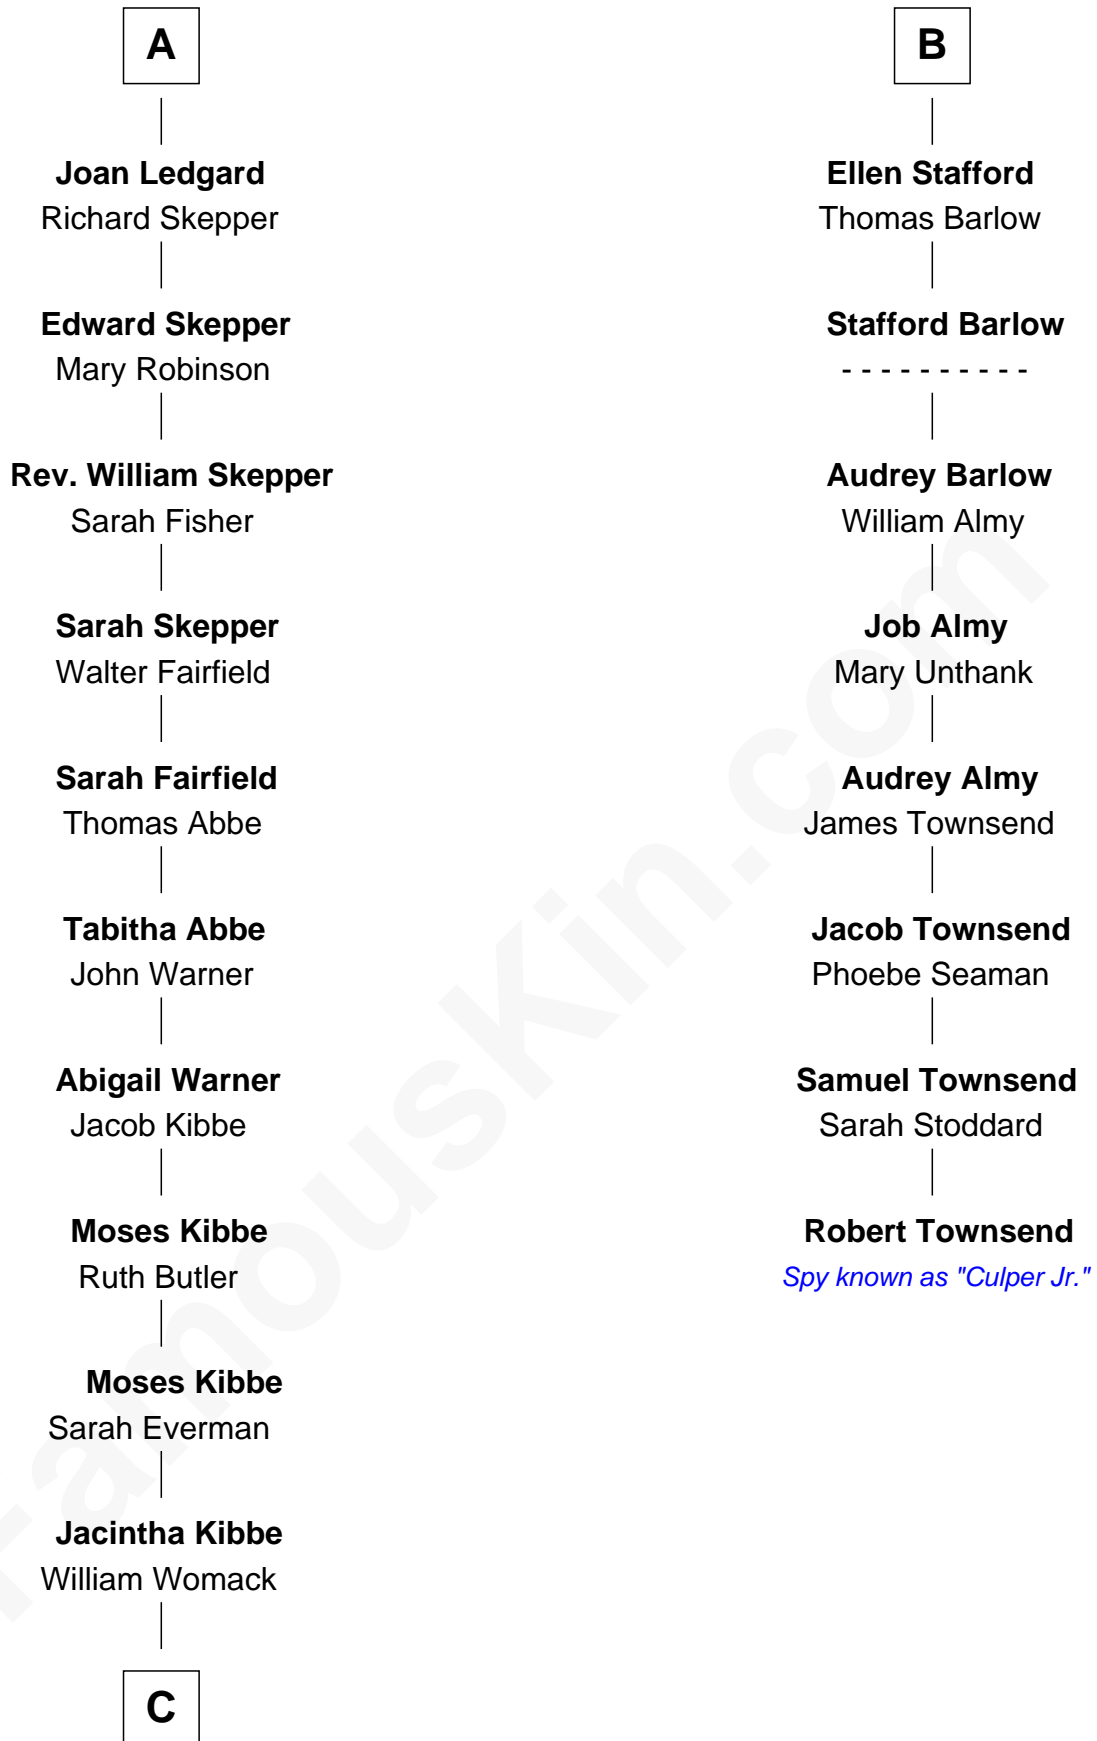 A
Joan Ledgard
Richard Skepper
Edward Skepper
Mary Robinson
Rev. William Skepper
Sarah Fisher
Sarah Skepper
Walter Fairfield
Sarah Fairfield
Thomas Abbe
Tabitha Abbe
John Warner
Abigail Warner
Jacob Kibbe
Moses Kibbe
Ruth Butler
Moses Kibbe
Sarah Everman
Jacintha Kibbe
William Womack
C
B
Ellen Stafford
Thomas Barlow
Stafford Barlow
- - - - - - - - - -
Audrey Barlow
William Almy
Job Almy
Mary Unthank
Audrey Almy
James Townsend
Jacob Townsend
Phoebe Seaman
Samuel Townsend
Sarah Stoddard
Robert Townsend
Spy known as "Culper Jr."
FamousKin.com